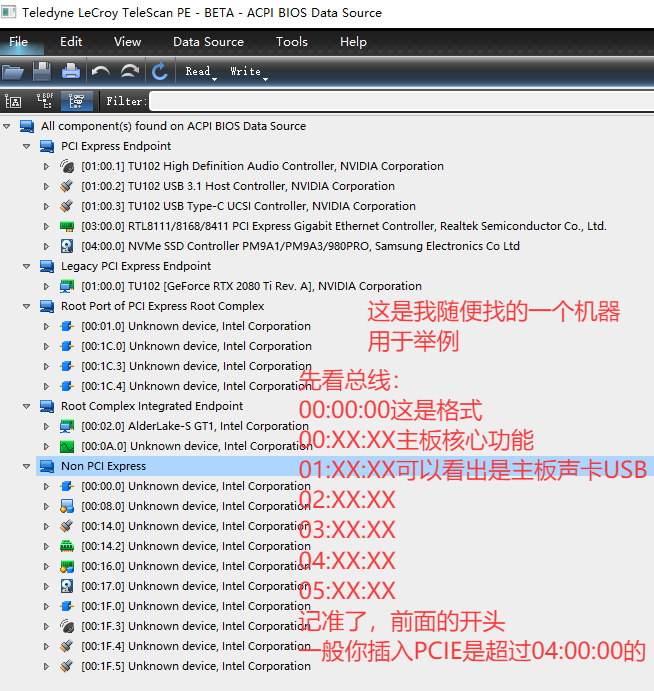 Teledyne LeCroy TeleScan PE - BETA - ACPI BIOS Data Source
File Edit View Data Source Tools Help
Read Write
BDF
Filter:
All component(s) found on ACPI BIOS Data Source
PCI Express Endpoint
[01:00.1] TU102 High Definition Audio Controller, NVIDIA Corporation
[01:00.2] TU102 USB 3.1 Host Controller, NVIDIA Corporation
[01:00.3] TU102 USB Type-C UCSI Controller, NVIDIA Corporation
[03:00.0] RTL8111/8168/8411 PCI Express Gigabit Ethernet Controller, Realtek Semiconductor Co., Ltd.
[04:00.0] NVMe SSD Controller PM9A1/PM9A3/980PRO, Samsung Electronics Co Ltd
Legacy PCI Express Endpoint
[01:00.0] TU102 [GeForce RTX 2080 Ti Rev. A], NVIDIA Corporation
Root Port of PCI Express Root Complex
[00:01.0] Unknown device, Intel Corporation
[00:1C.0] Unknown device, Intel Corporation
[00:1C.3] Unknown device, Intel Corporation
[00:1C.4] Unknown device, Intel Corporation
Root Complex Integrated Endpoint
[00:02.0] AlderLake-S GT1, Intel Corporation
[00:0A.0] Unknown device, Intel Corporation
Non PCI Express
[00:00.0] Unknown device, Intel Corporation
[00:08.0] Unknown device, Intel Corporation
[00:14.0] Unknown device, Intel Corporation
[00:14.2] Unknown device, Intel Corporation
[00:16.0] Unknown device, Intel Corporation
[00:17.0] Unknown device, Intel Corporation
[00:1F.0] Unknown device, Intel Corporation
[00:1F.3] Unknown device, Intel Corporation
[00:1F.4] Unknown device, Intel Corporation
[00:1F.5] Unknown device, Intel Corporation
这是我随便找的一个机器
用于举例
先看总线：
00:00:00这是格式
00:XX:XX主板核心功能
01:XX:XX可以看出是主板声卡USB
02:XX:XX
03:XX:XX
04:XX:XX
05:XX:XX
记准了，前面的开头
一般你插入PCIE是超过04:00:00的